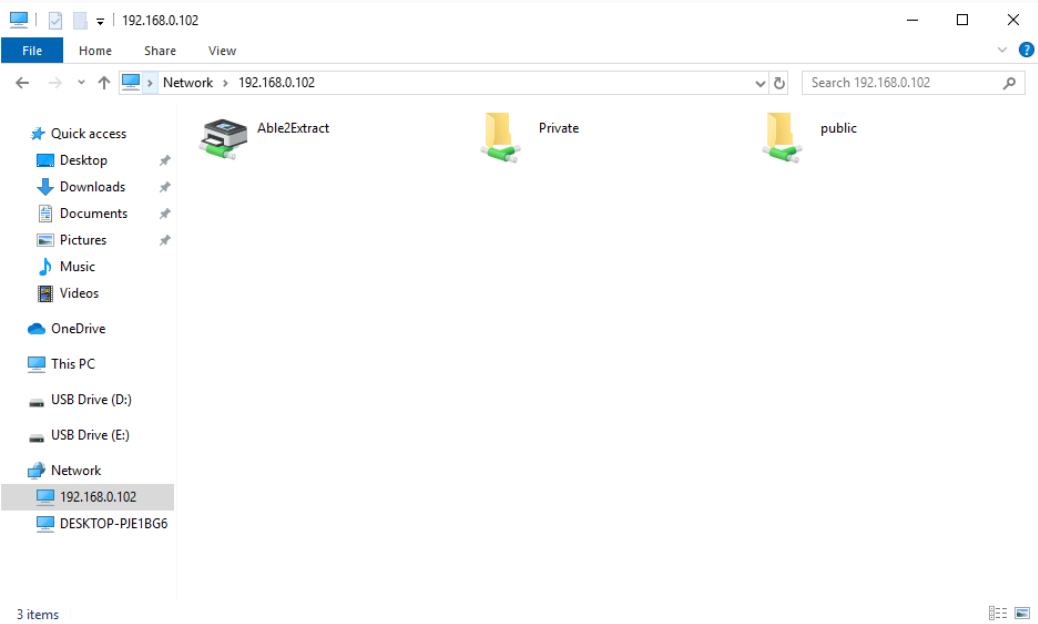 192.168.0.102
File Home Share View
Network 192.168.0.102
Search 192.168.0.102
Quick access
Desktop
Downloads
Documents
Pictures
Music
Videos
OneDrive
This PC
USB Drive (D:)
USB Drive (E:)
Network
192.168.0.102
DESKTOP-PJE1BG6
Able2Extract
Private
public
3 items